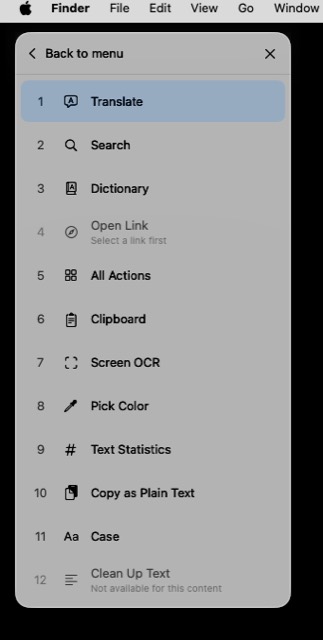 Finder File Edit View Go Window
Back to menu
1 Translate
2 Search
3 Dictionary
4 Open Link
Select a link first
5 All Actions
6 Clipboard
7 Screen OCR
8 Pick Color
9 # Text Statistics
10 Copy as Plain Text
11 Aa Case
12 Clean Up Text
Not available for this content